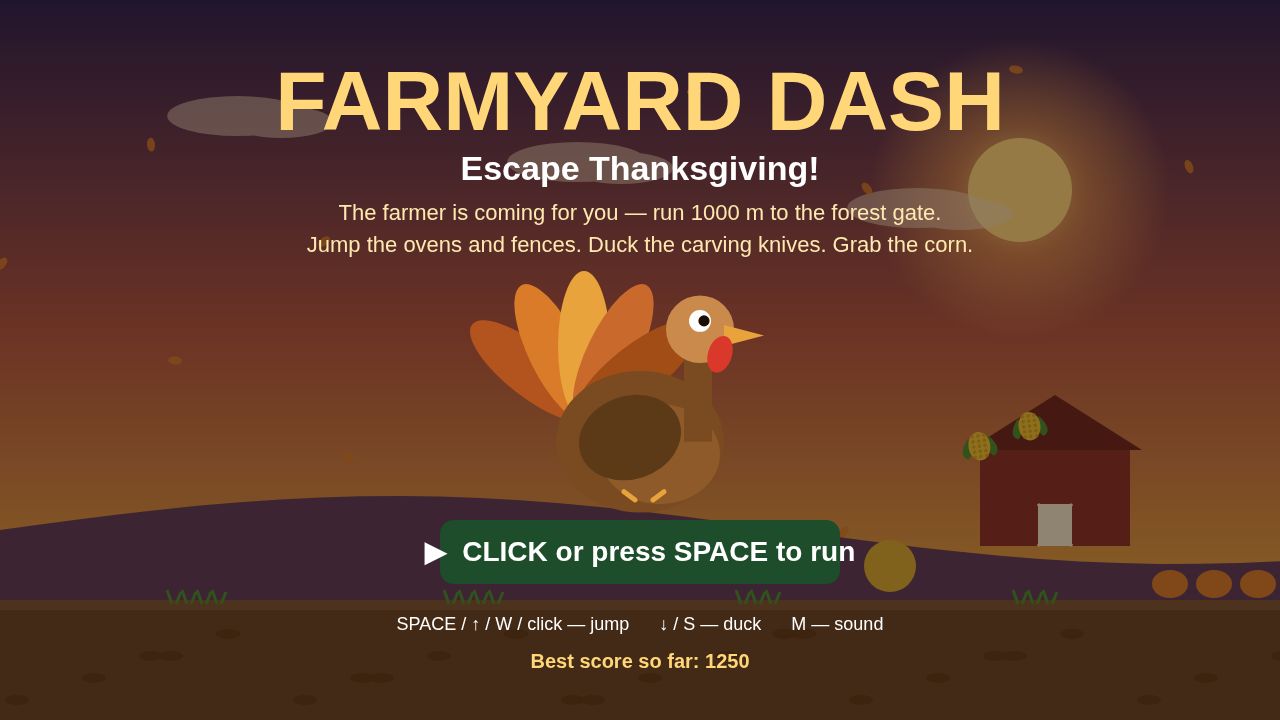 FARMYARD DASH
Escape Thanksgiving!
The farmer is coming for you — run 1000 m to the forest gate.
Jump the ovens and fences. Duck the carving knives. Grab the corn.
▶ CLICK or press SPACE to run
SPACE / ↑ / W / click — jump ↓ / S — duck M — sound
Best score so far: 1250